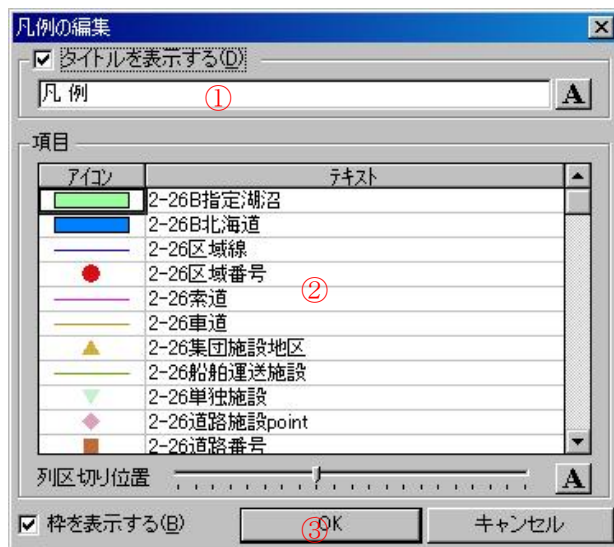 凡例の編集
タイトルを表示する(D)
凡 例
①
A
項目
アイコン テキスト
2-26B指定湖沼
2-26B北海道
2-26区域線
2-26区域番号
②
2-26索道
2-26車道
2-26集団施設地区
2-26船舶運送施設
2-26単独施設
2-26道路施設point
2-26道路番号
列区切り位置
A
枠を表示する(B)
③
OK
キャンセル